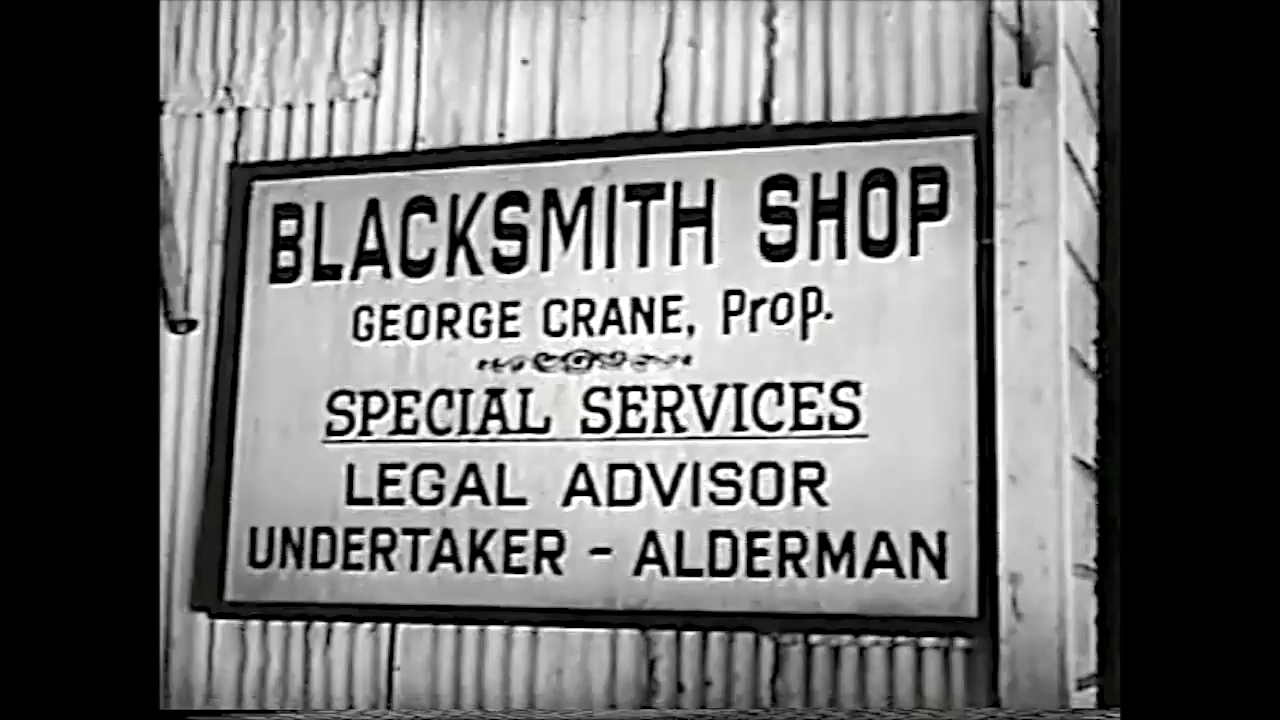 BLACKSMITH SHOP
GEORGE CRANE, Prop.
SPECIAL SERVICES
LEGAL ADVISOR
UNDERTAKER - ALDERMAN